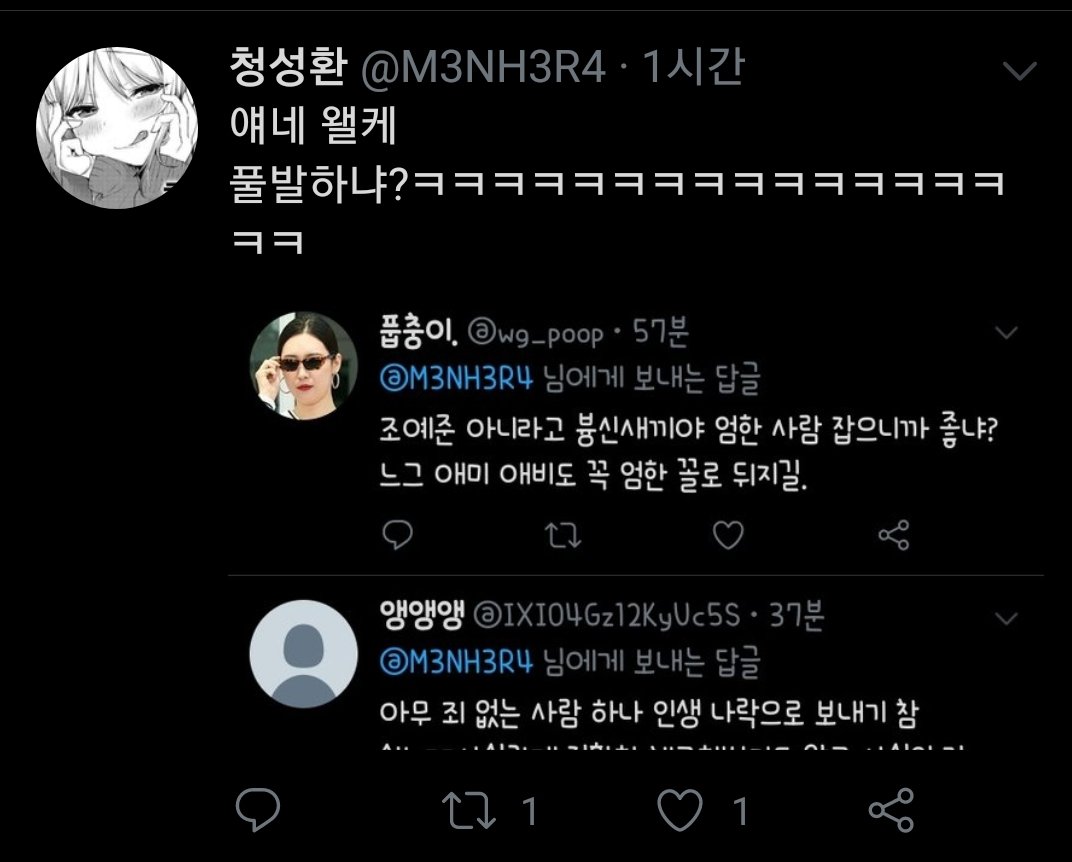 청성환 @M3NH3R4 · 1시간
얘네 왤케
풀발하냐?ㅋㅋㅋㅋㅋㅋㅋㅋㅋㅋㅋㅋㅋㅋㅋ
ㅋㅋ
풉충이. @wg_poop · 57분
@M3NH3R4 님에게 보내는 답글
조예준 아니라고 븅신새끼야 엄한 사람 잡으니까 좋냐?
느그 애미 애비도 꼭 엄한 꼴로 뒤지길.
앵앵앵 @IXIO4Gz12KyUc5S · 37분
@M3NH3R4 님에게 보내는 답글
아무 죄 없는 사람 하나 인생 나락으로 보내기 참
1 1